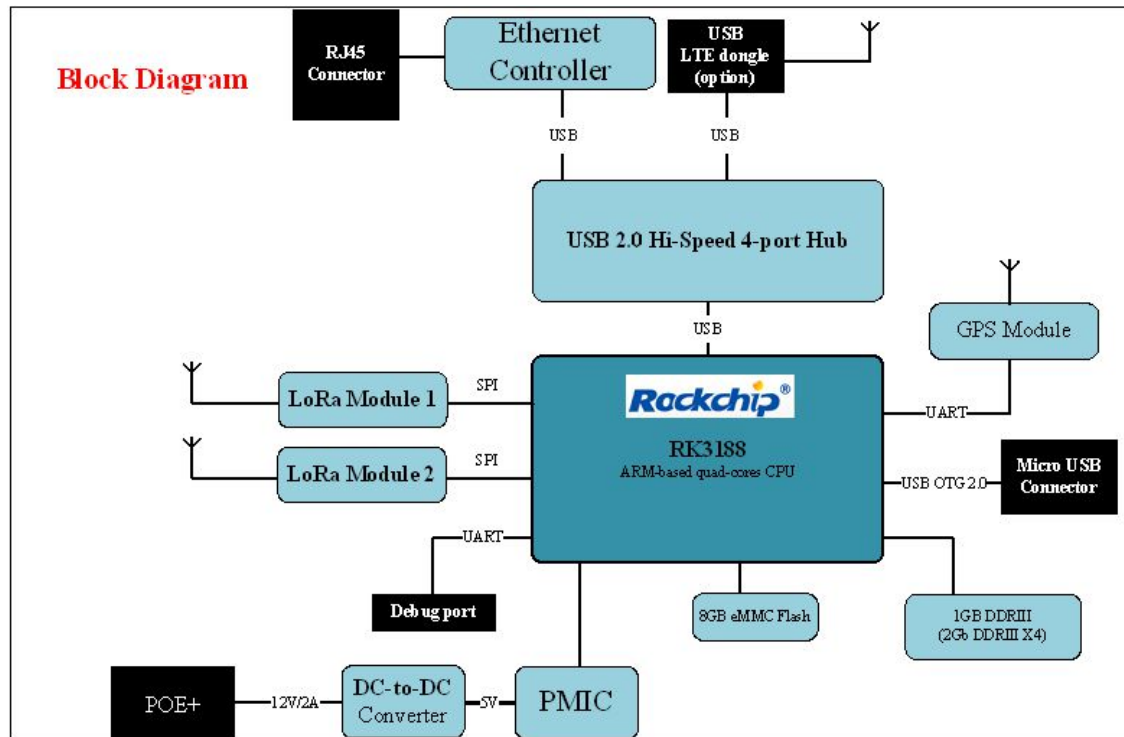 Block Diagram
RJ45
Connector
Ethernet
Controller
USB
LTE dongle
(option)
USB
USB
USB 2.0 Hi-Speed 4-port Hub
USB
GPS Module
LoRa Module 1
SPI
Rockchip®
UART
RK3188
ARM-based quad-cores CPU
LoRa Module 2
SPI
USB OTG 2.0
Micro USB
Connector
UART
Debug port
8GB eMMC Flash
1GB DDRIII
(2Gb DDRIII X4)
POE+
12V/2A
DC-to-DC
Converter
5V
PMIC